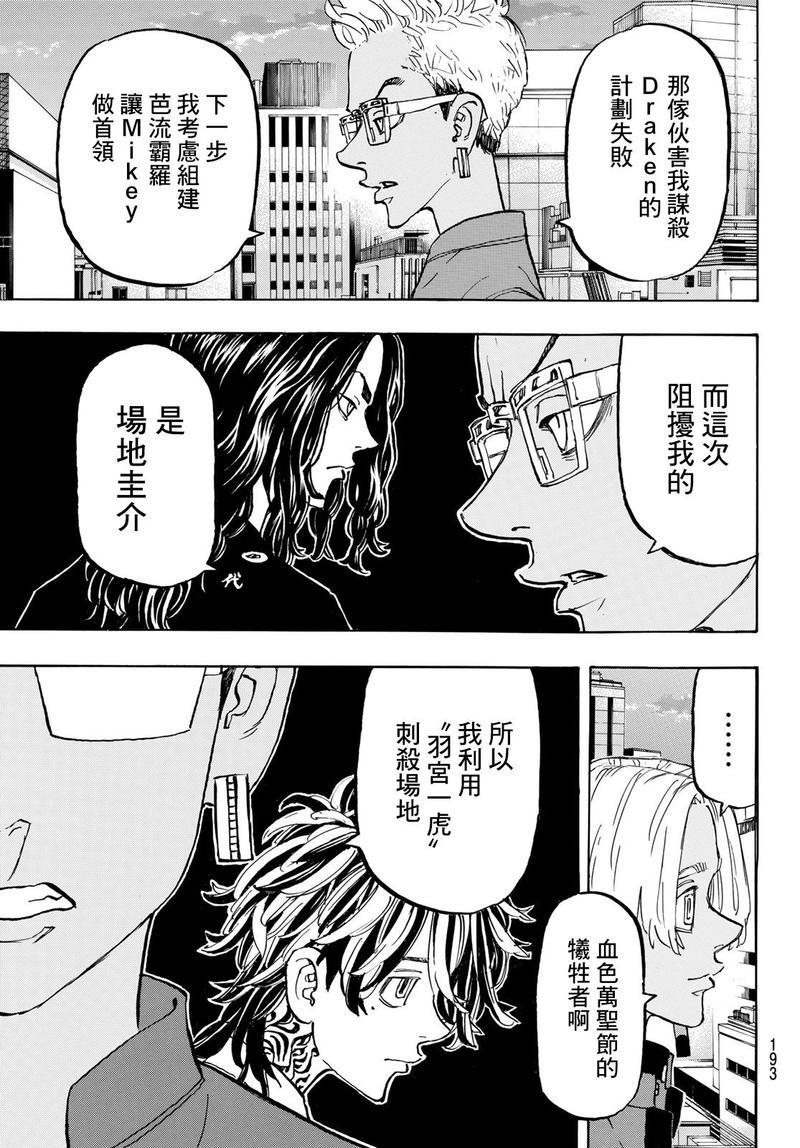 那傢伙害我謀殺
Draken的
計劃失敗
下一步
我考慮組建
芭流霸羅
讓Mikey
做首領
而這次
阻擾我的
是
場地圭介
代
……
所以
我利用
〝羽宮一虎〞
刺殺場地
血色萬聖節的
犧牲者啊
193